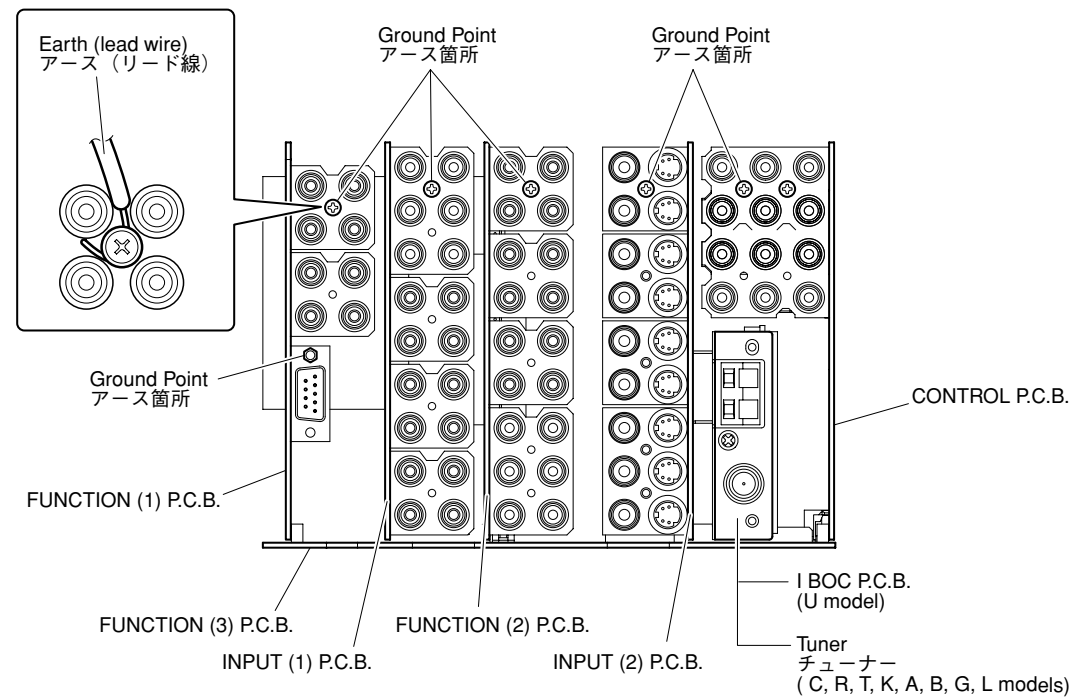 Earth (lead wire)
アース（リード線）
Ground Point
アース箇所
Ground Point
アース箇所
Ground Point
アース箇所
CONTROL P.C.B.
FUNCTION (1) P.C.B.
I BOC P.C.B.
(U model)
FUNCTION (3) P.C.B.
FUNCTION (2) P.C.B.
INPUT (1) P.C.B.
INPUT (2) P.C.B.
Tuner
チューナー
( C, R, T, K, A, B, G, L models)